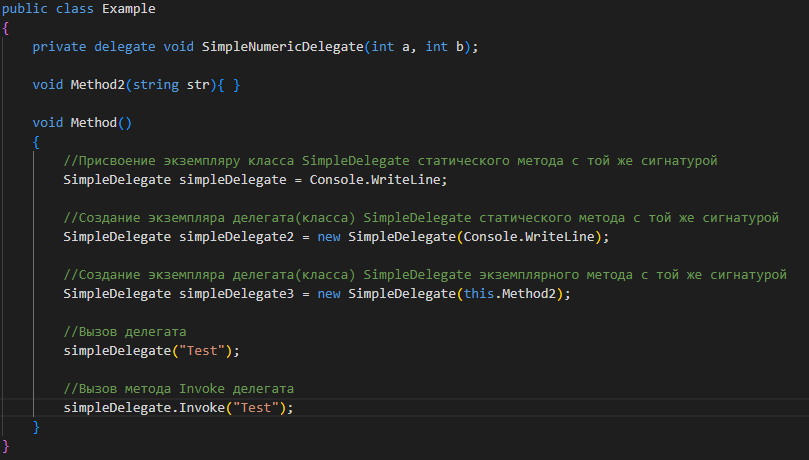 public class Example
{
private delegate void SimpleNumericDelegate(int a, int b);
void Method2(string str){ }
void Method()
{
//Присвоение экземпляру класса SimpleDelegate статического метода с той же сигнатурой
SimpleDelegate simpleDelegate = Console.WriteLine;
//Создание экземпляра делегата(класса) SimpleDelegate статического метода с той же сигнатурой
SimpleDelegate simpleDelegate2 = new SimpleDelegate(Console.WriteLine);
//Создание экземпляра делегата(класса) SimpleDelegate экземплярного метода с той же сигнатурой
SimpleDelegate simpleDelegate3 = new SimpleDelegate(this.Method2);
//Вызов делегата
simpleDelegate("Test");
//Вызов метода Invoke делегата
simpleDelegate.Invoke("Test");
}
}